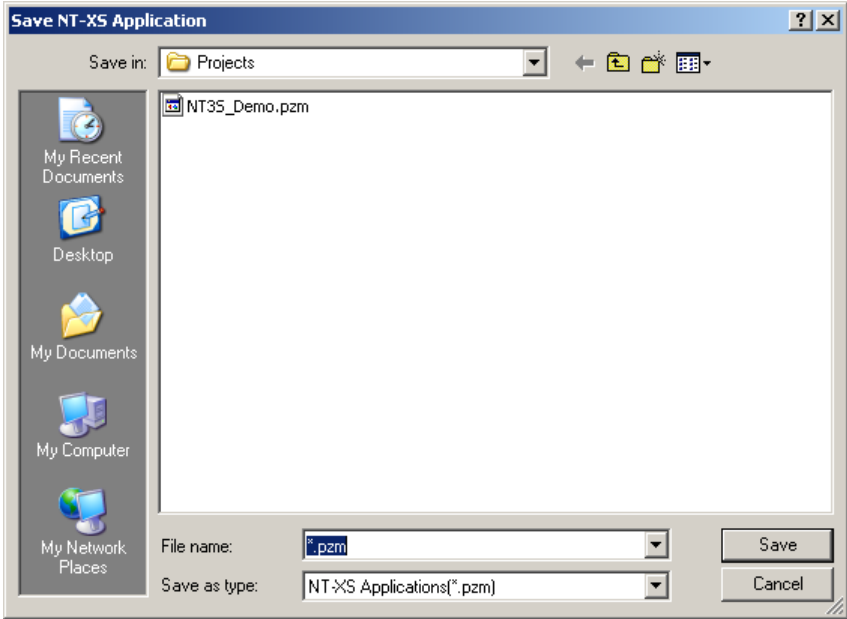 Save NT-XS Application
Save in: Projects
NT3S_Demo.pzm
My Recent
Documents
Desktop
My Documents
My Computer
My Network
Places
File name: *.pzm Save
Save as type: NT-XS Applications(*.pzm) Cancel